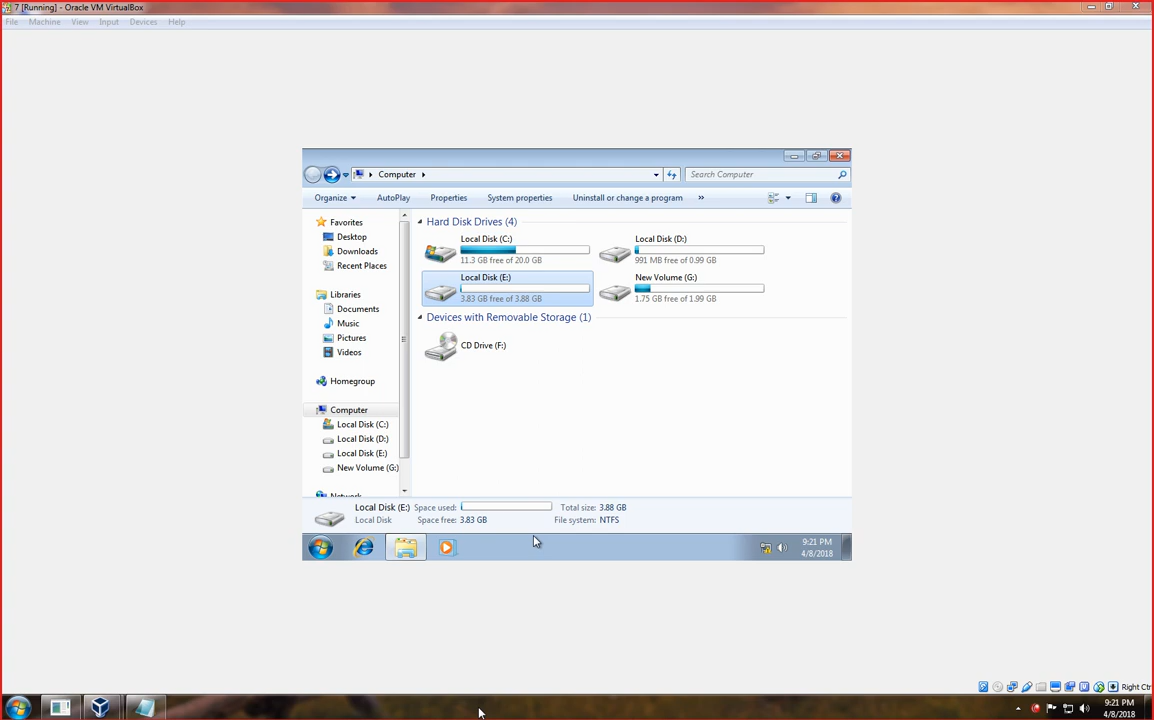 7 [Running] - Oracle VM VirtualBox
File Machine View Input Devices Help
Computer
Search Computer
Organize AutoPlay Properties System properties Uninstall or change a program »
Favorites
Desktop
Downloads
Recent Places
Libraries
Documents
Music
Pictures
Videos
Homegroup
Computer
Local Disk (C:)
Local Disk (D:)
Local Disk (E:)
New Volume (G:)
Network
Hard Disk Drives (4)
Local Disk (C:)
11.3 GB free of 20.0 GB
Local Disk (D:)
991 MB free of 0.99 GB
Local Disk (E:)
3.83 GB free of 3.88 GB
New Volume (G:)
1.75 GB free of 1.99 GB
Devices with Removable Storage (1)
CD Drive (F:)
Local Disk (E:) Space used: Total size: 3.88 GB
Local Disk Space free: 3.83 GB File system: NTFS
9:21 PM
4/8/2018
Right Ctrl
9:21 PM
4/8/2018